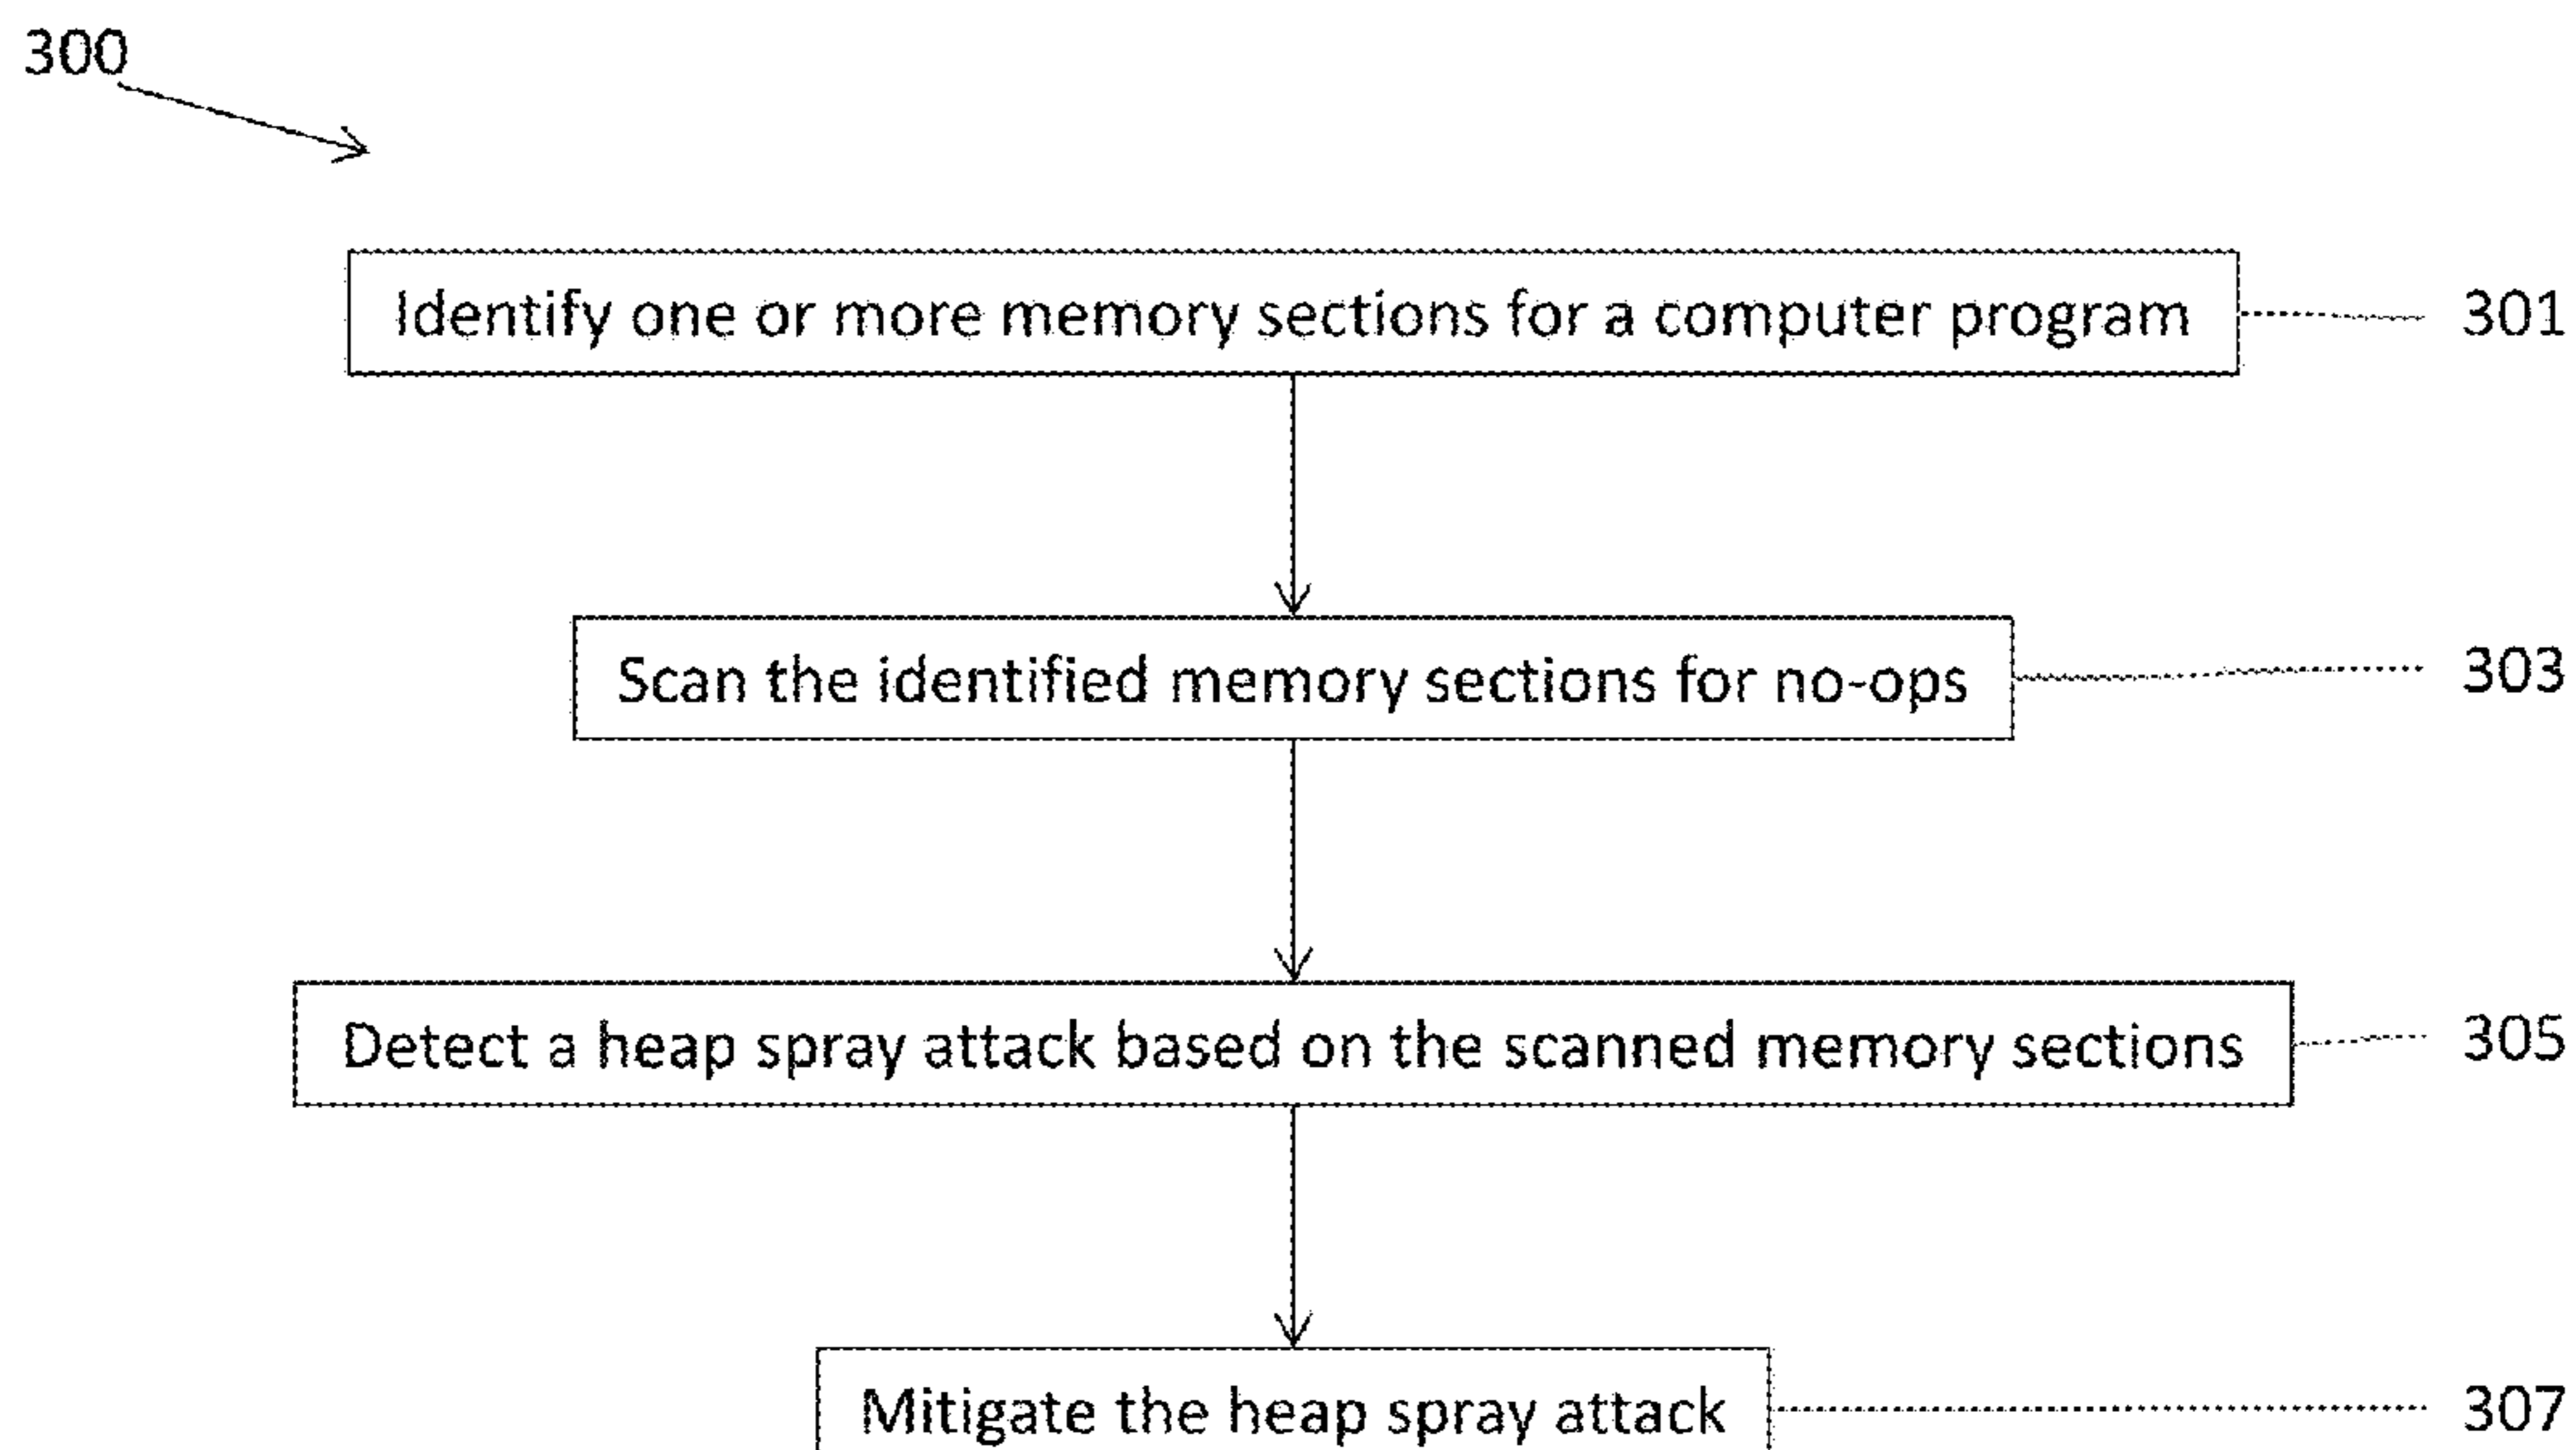 300
Identify one or more memory sections for a computer program 301
Scan the identified memory sections for no-ops 303
Detect a heap spray attack based on the scanned memory sections 305
Mitigate the heap spray attack 307